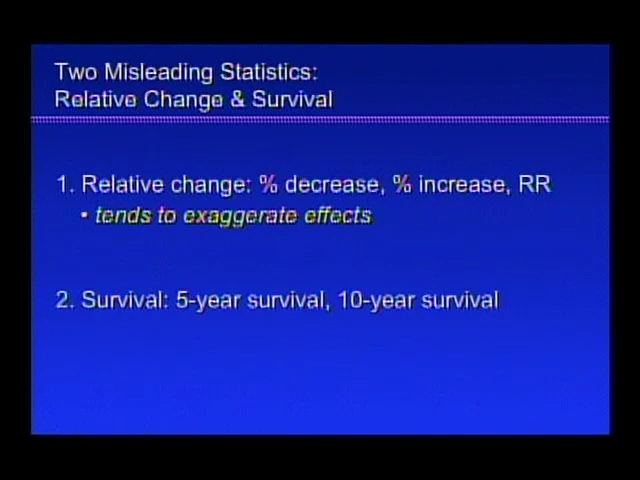 Two Misleading Statistics:
Relative Change & Survival
1. Relative change: % decrease, % increase, RR
• tends to exaggerate effects
2. Survival: 5-year survival, 10-year survival